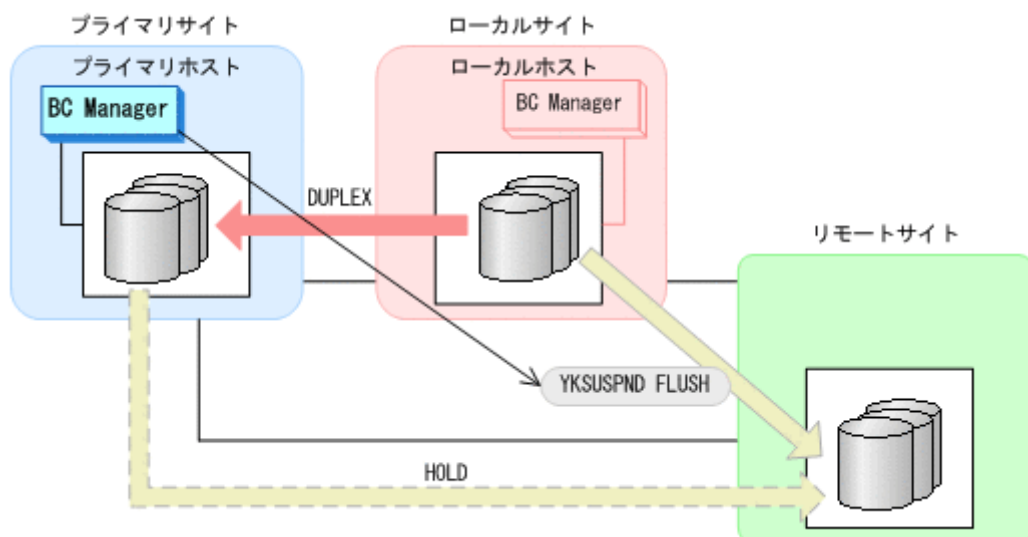 プライマリサイト
ローカルサイト
プライマリホスト
ローカルホスト
BC Manager
BC Manager
DUPLEX
リモートサイト
YKSUSPND FLUSH
HOLD